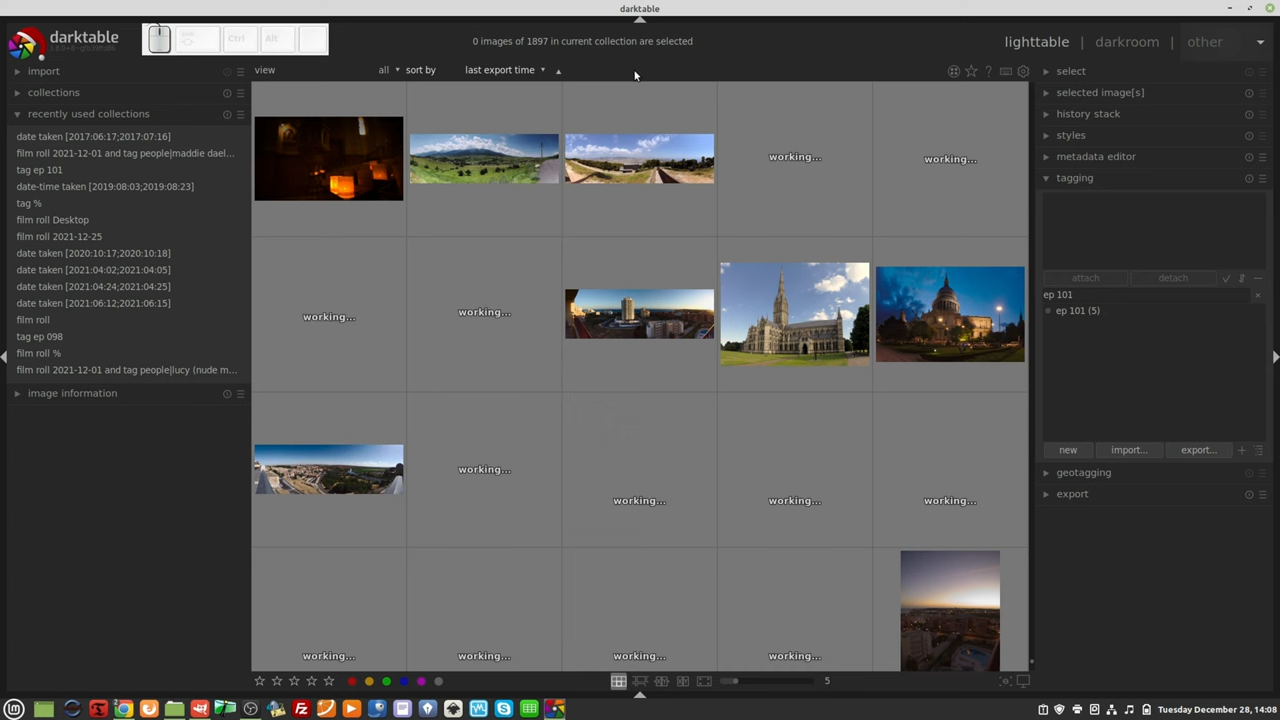 darktable
darktable
Ctrl
Alt
0 images of 1897 in current collection are selected
lighttable
darkroom
other
import
view
all
sort by
last export time
select
collections
selected image[s]
recently used collections
history stack
date taken [2017:06:17;2017:07:16]
styles
film roll 2021-12-01 and tag people|maddie dael...
metadata editor
tag ep 101
tagging
date-time taken [2019:08:03;2019:08:23]
tag %
film roll Desktop
film roll 2021-12-25
date taken [2020:10:17;2020:10:18]
date taken [2021:04:02;2021:04:05]
date taken [2021:04:24;2021:04:25]
date taken [2021:06:12;2021:06:15]
film roll
tag ep 098
film roll %
film roll 2021-12-01 and tag people|lucy (nude m...
image information
working...
working...
working...
working...
working...
working...
working...
working...
working...
working...
working...
working...
attach
detach
ep 101
ep 101 (5)
new
import...
export...
geotagging
export
5
Tuesday December 28, 14:08